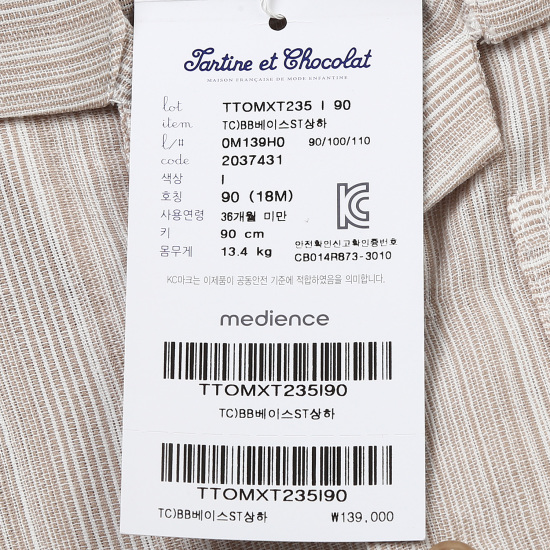 Tartine et Chocolat
MAISON FRANÇAISE DE MODE ENFANTINE
lot TTOMXT235 I 90
item TC)BB베이스ST상하
l/# 0M139H0 90/100/110
code 2037431
색상 I
호칭 90 (18M)
사용연령 36개월 미만
키 90 cm
몸무게 13.4 kg
안전확인신고확인증번호
CB014R873-3010
KC마크는 이제품이 공동안전 기준에 적합하였음을 의미합니다.
medience
TTOMXT235I90
TC)BB베이스ST상하
TTOMXT235I90
TC)BB베이스ST상하 ₩139,000